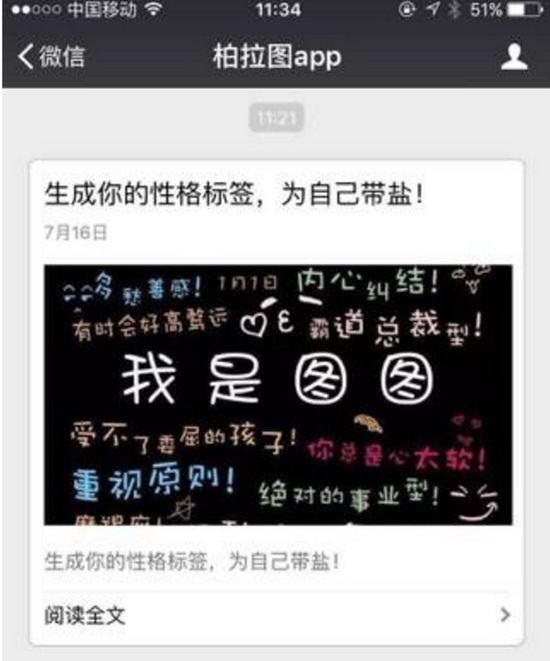 中国移动 11:34 51%
微信 柏拉图app
11:21
生成你的性格标签，为自己带盐！
7月16日
慈善感！ 1月1日 内心纠结！
有时会好高骛远 霸道总裁型！
我是图图
受不了委屈的孩子！
你总是心太软！
重视原则！
绝对的事业型！
生成你的性格标签，为自己带盐！
阅读全文